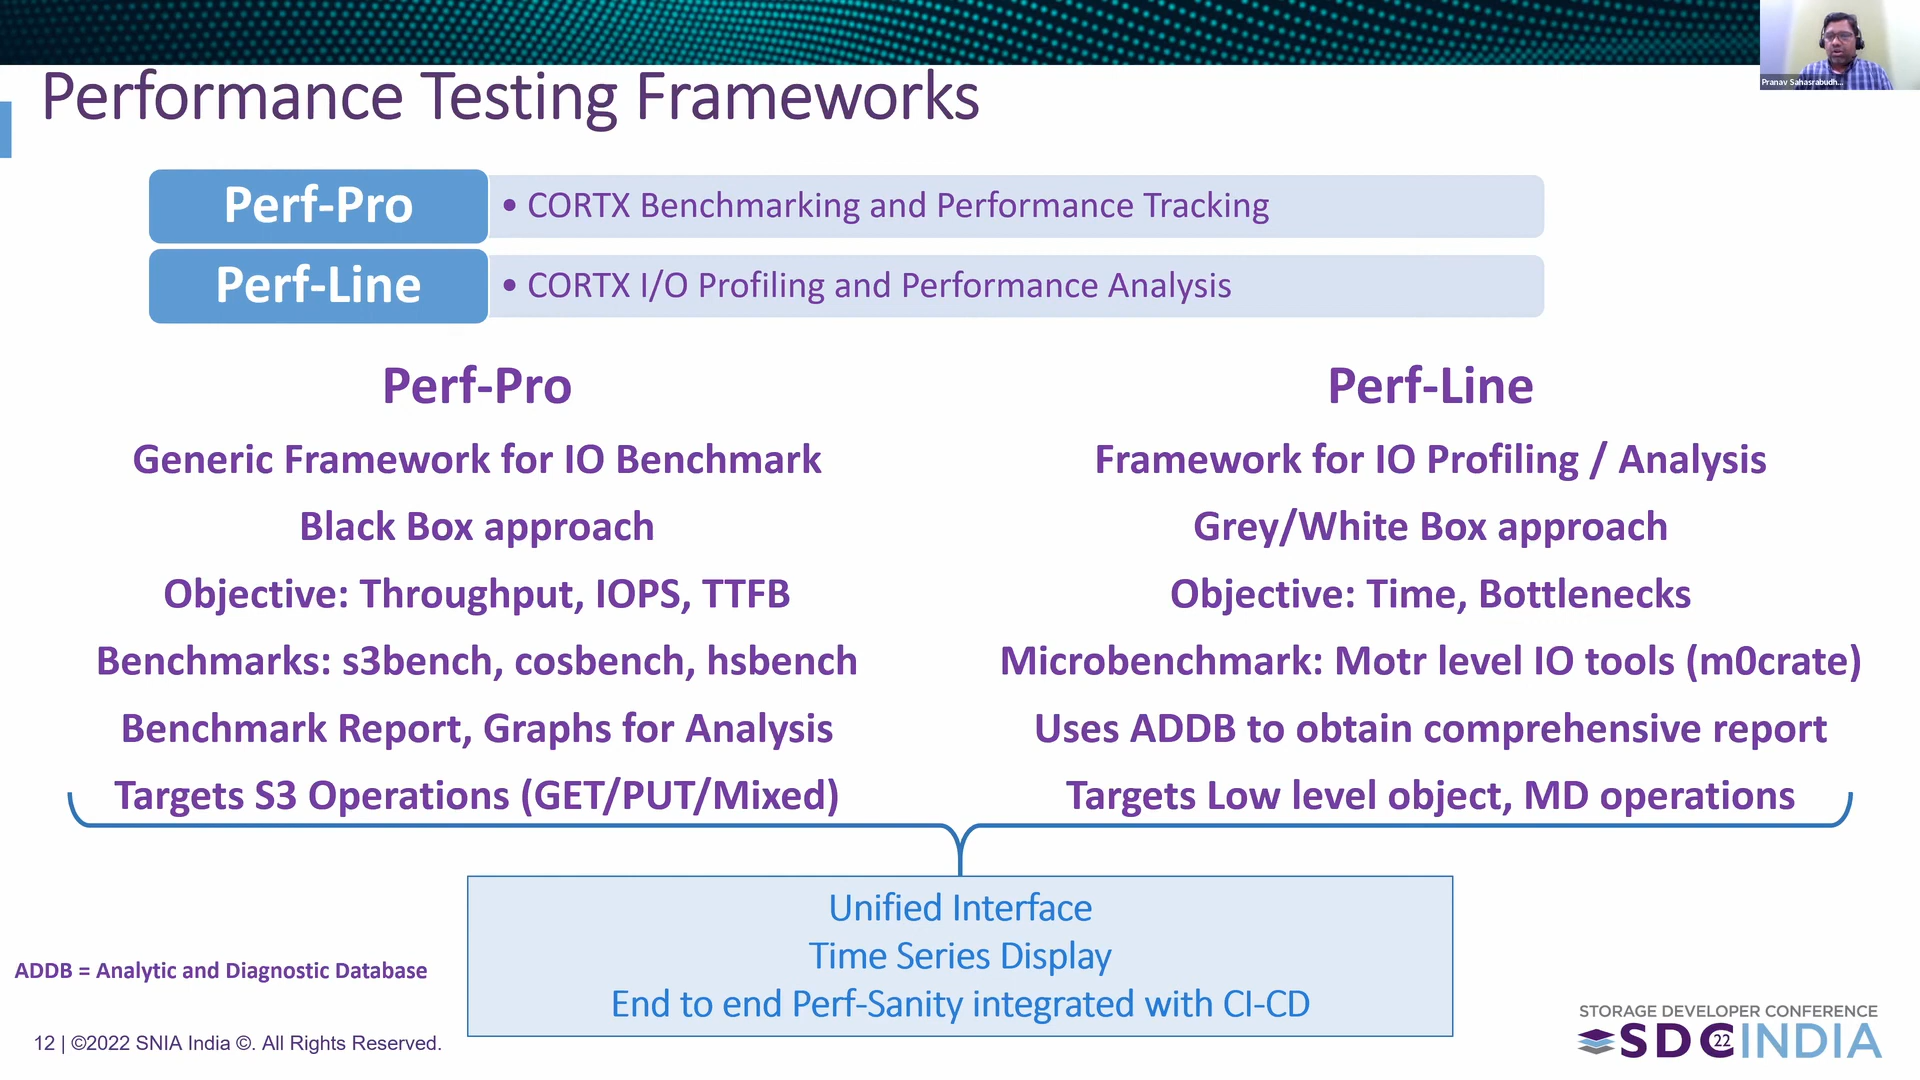 Performance Testing Frameworks
Pranav Sahasrabudh...
Perf-Pro
• CORTX Benchmarking and Performance Tracking
Perf-Line
• CORTX I/O Profiling and Performance Analysis
Perf-Pro
Generic Framework for IO Benchmark
Black Box approach
Objective: Throughput, IOPS, TTFB
Benchmarks: s3bench, cosbench, hsbench
Benchmark Report, Graphs for Analysis
Targets S3 Operations (GET/PUT/Mixed)
Perf-Line
Framework for IO Profiling / Analysis
Grey/White Box approach
Objective: Time, Bottlenecks
Microbenchmark: Motr level IO tools (m0crate)
Uses ADDB to obtain comprehensive report
Targets Low level object, MD operations
Unified Interface
Time Series Display
End to end Perf-Sanity integrated with CI-CD
ADDB = Analytic and Diagnostic Database
12 | ©2022 SNIA India ©. All Rights Reserved.
STORAGE DEVELOPER CONFERENCE
SDC 22 INDIA